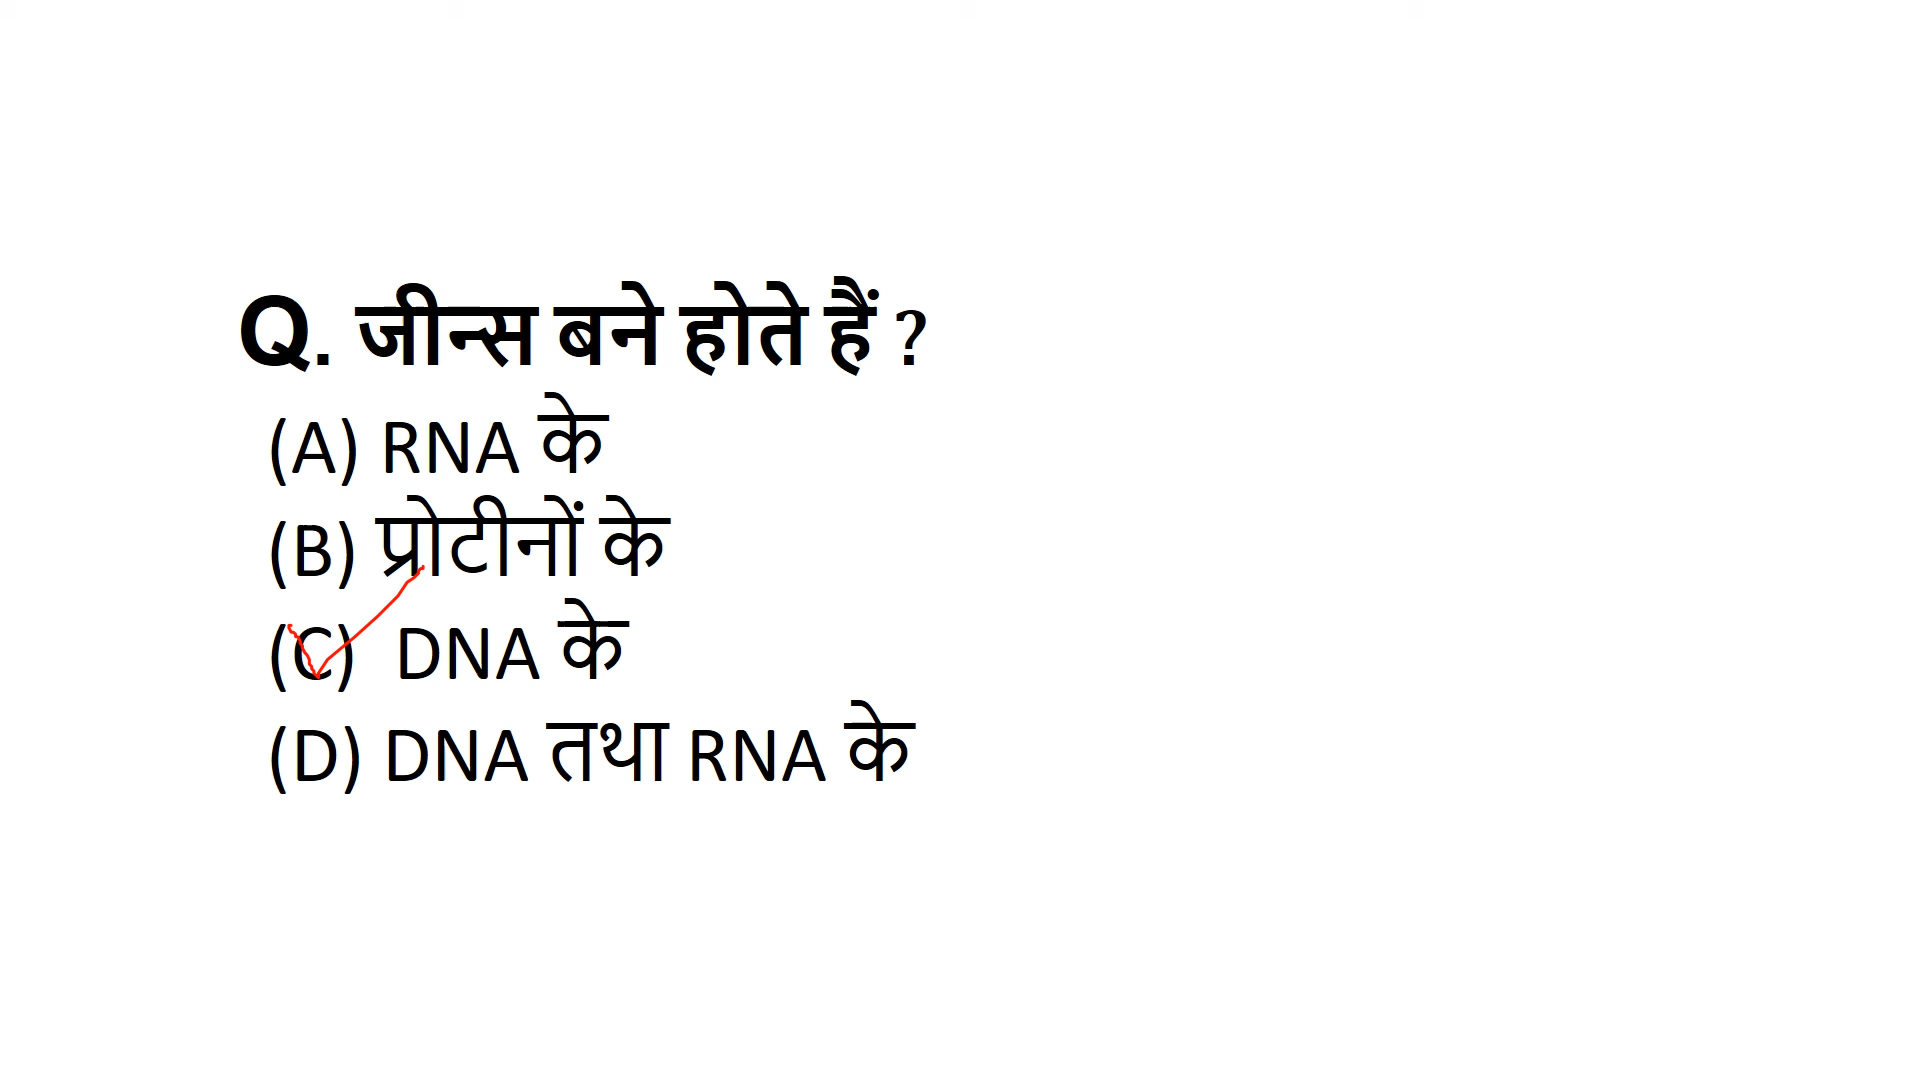 Q. जीन्स बने होते हैं ?
(A) RNA के
(B) प्रोटीनों के
(C) DNA के
(D) DNA तथा RNA के